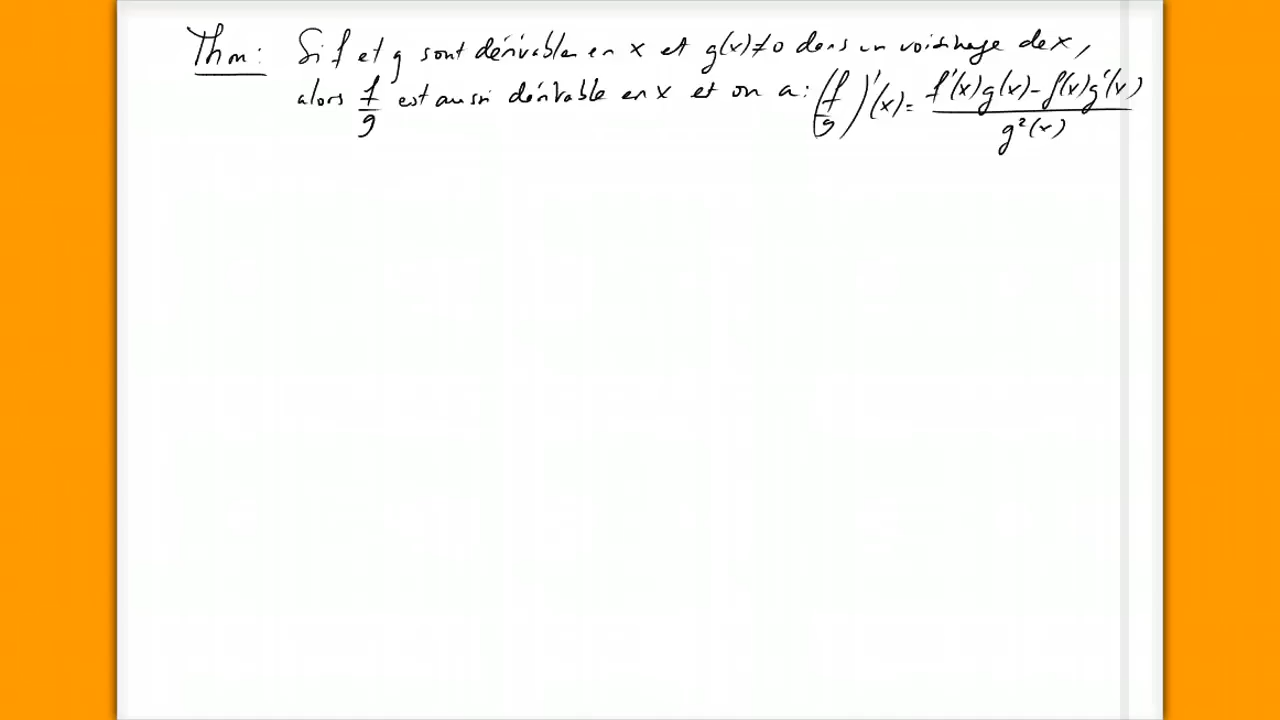 Thm: Si f et g sont dérivables en x et g(x)≠0 dans un voisinage de x,
alors f/g est aussi dérivable en x et on a: (f/g)'(x) = (f'(x)g(x) - f(x)g'(x))/g²(x)